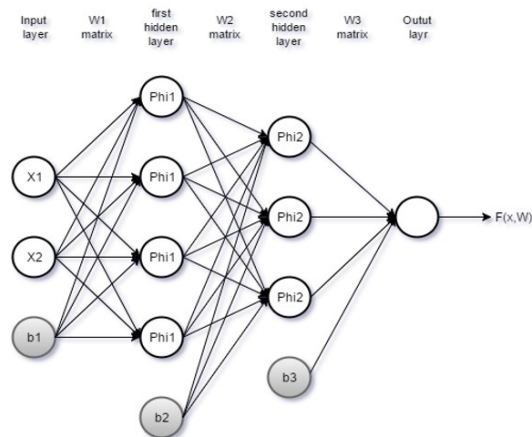 Input
layer
W1
matrix
first
hidden
layer
W2
matrix
second
hidden
layer
W3
matrix
Outut
layr
Phi1
Phi2
X1
Phi1
Phi2
F(x,W)
X2
Phi1
Phi2
b1
Phi1
b3
b2